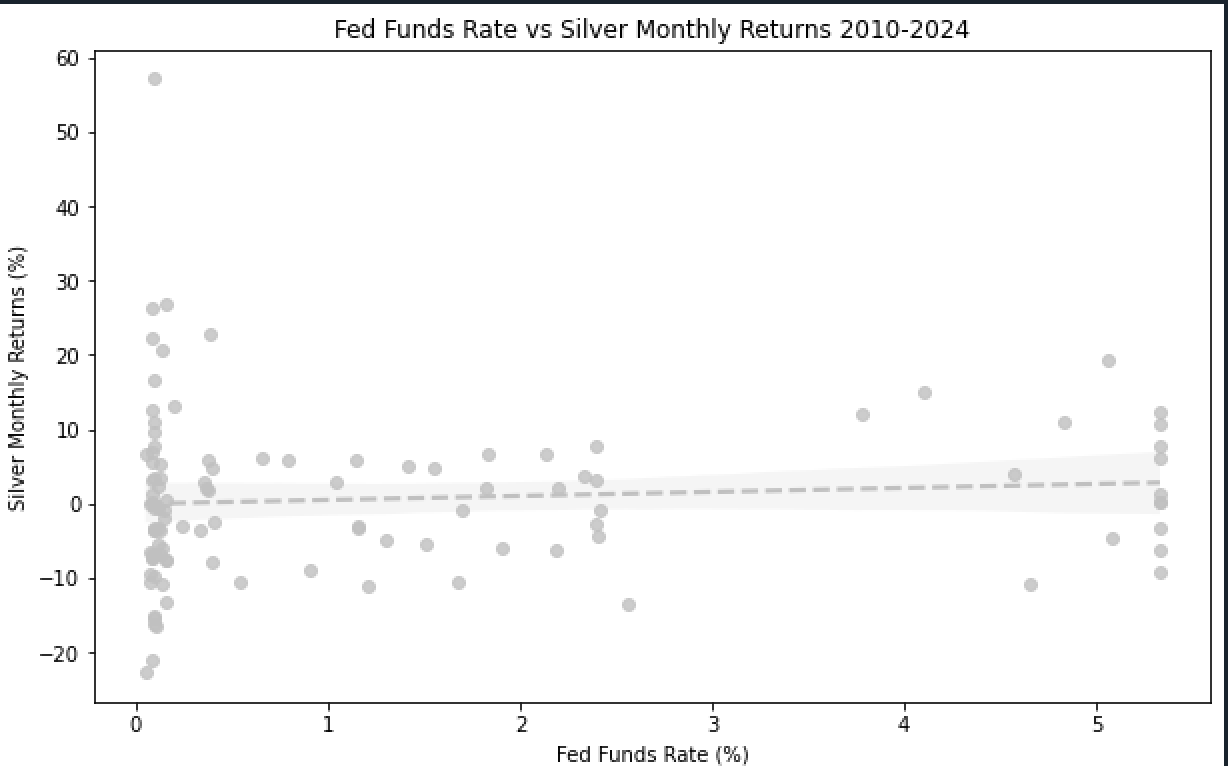 Fed Funds Rate vs Silver Monthly Returns 2010-2024
60
50
40
30
20
10
0
−10
−20
Silver Monthly Returns (%)
0 1 2 3 4 5
Fed Funds Rate (%)